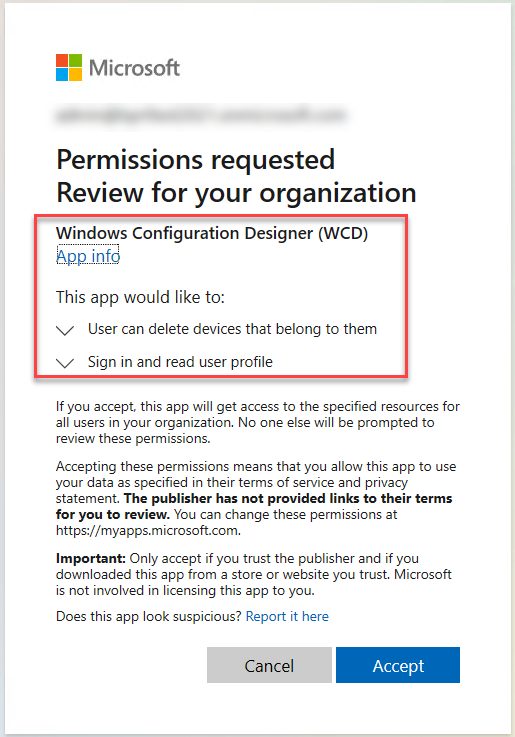 Microsoft
Permissions requested
Review for your organization
Windows Configuration Designer (WCD)
App info
This app would like to:
User can delete devices that belong to them
Sign in and read user profile
If you accept, this app will get access to the specified resources for
all users in your organization. No one else will be prompted to
review these permissions.
Accepting these permissions means that you allow this app to use
your data as specified in their terms of service and privacy
statement. The publisher has not provided links to their terms
for you to review. You can change these permissions at
https://myapps.microsoft.com.
Important: Only accept if you trust the publisher and if you
downloaded this app from a store or website you trust. Microsoft
is not involved in licensing this app to you.
Does this app look suspicious? Report it here
Cancel
Accept